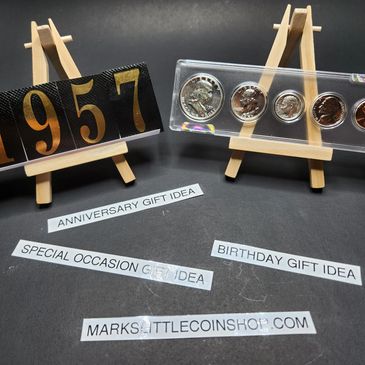 1957
ANNIVERSARY GIFT IDEA
SPECIAL OCCASION GIFT IDEA
BIRTHDAY GIFT IDEA
MARKSLITTLECOINSHOP.COM